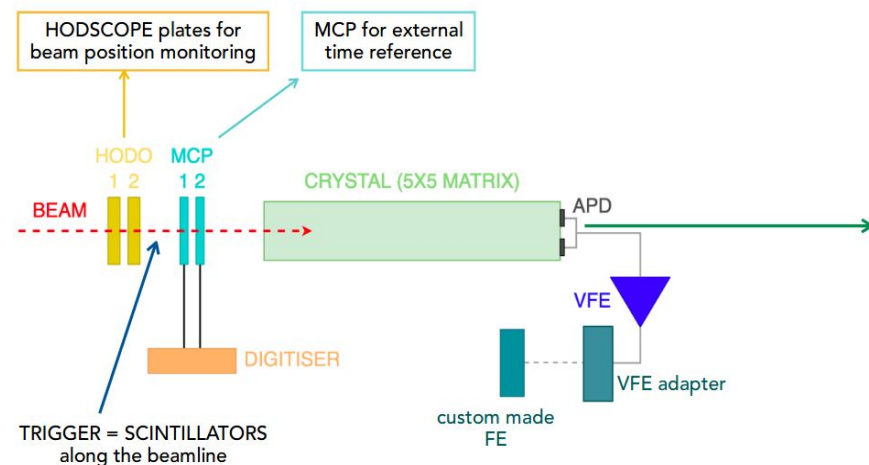 HODSCOPE plates for
beam position monitoring
MCP for external
time reference
HODO
1 2
MCP
1 2
CRYSTAL (5X5 MATRIX)
APD
BEAM
VFE
DIGITISER
VFE adapter
custom made
FE
TRIGGER = SCINTILLATORS
along the beamline